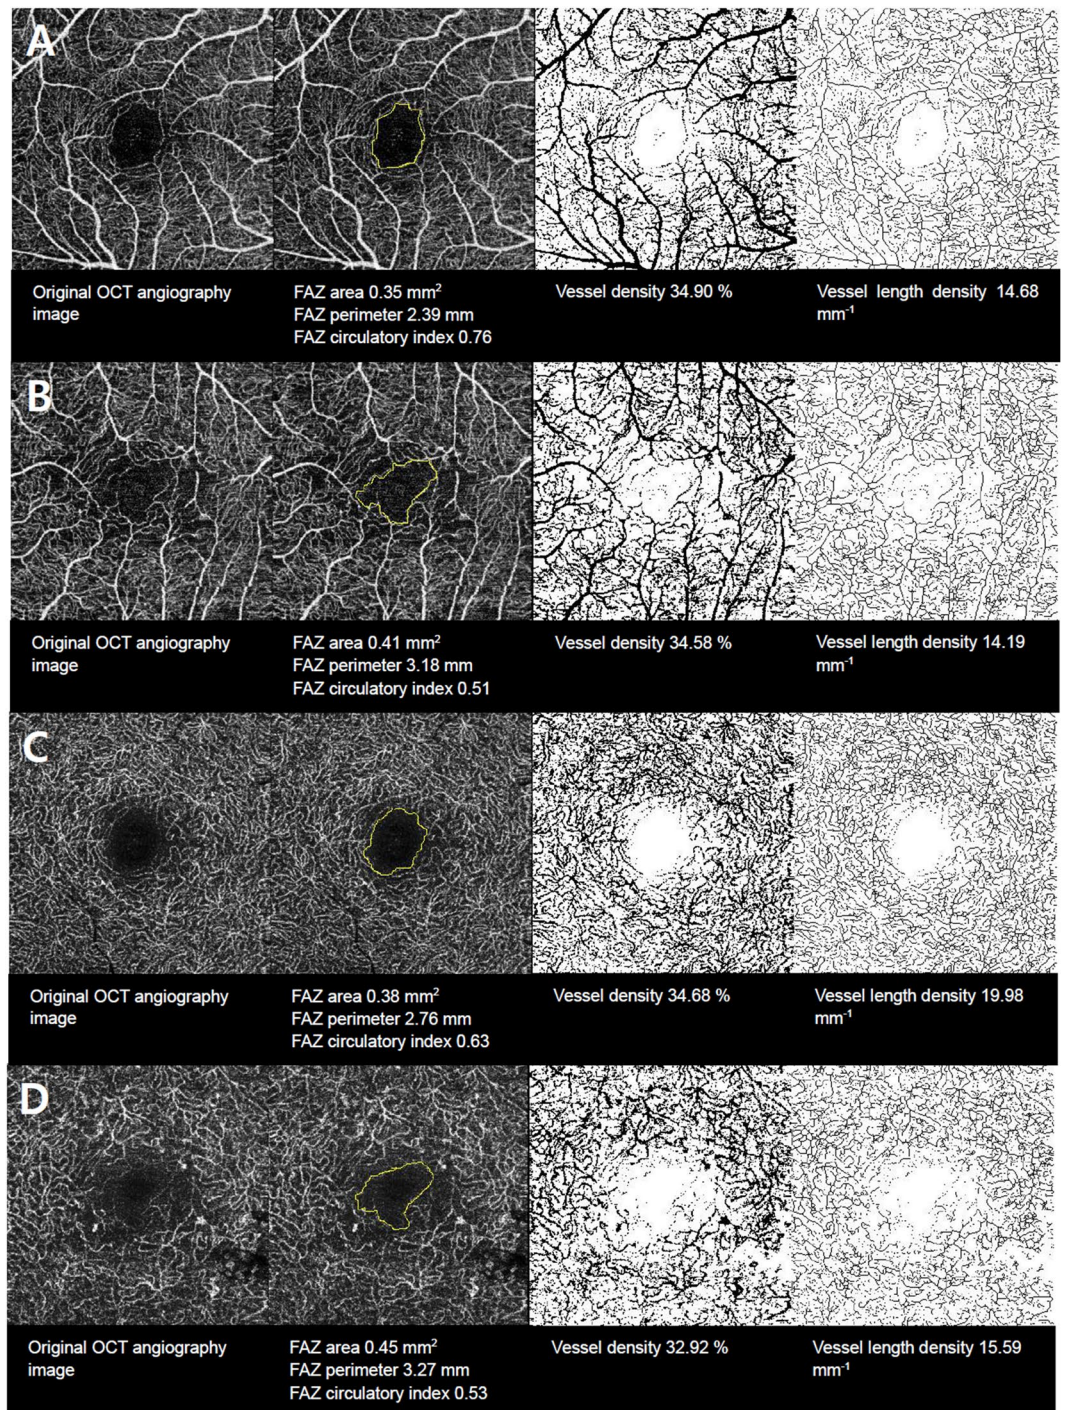 A
Original OCT angiography
image
FAZ area 0.35 mm²
FAZ perimeter 2.39 mm
FAZ circulatory index 0.76
Vessel density 34.90 %
Vessel length density 14.68
mm⁻¹
B
Original OCT angiography
image
FAZ area 0.41 mm²
FAZ perimeter 3.18 mm
FAZ circulatory index 0.51
Vessel density 34.58 %
Vessel length density 14.19
mm⁻¹
C
Original OCT angiography
image
FAZ area 0.38 mm²
FAZ perimeter 2.76 mm
FAZ circulatory index 0.63
Vessel density 34.68 %
Vessel length density 19.98
mm⁻¹
D
Original OCT angiography
image
FAZ area 0.45 mm²
FAZ perimeter 3.27 mm
FAZ circulatory index 0.53
Vessel density 32.92 %
Vessel length density 15.59
mm⁻¹